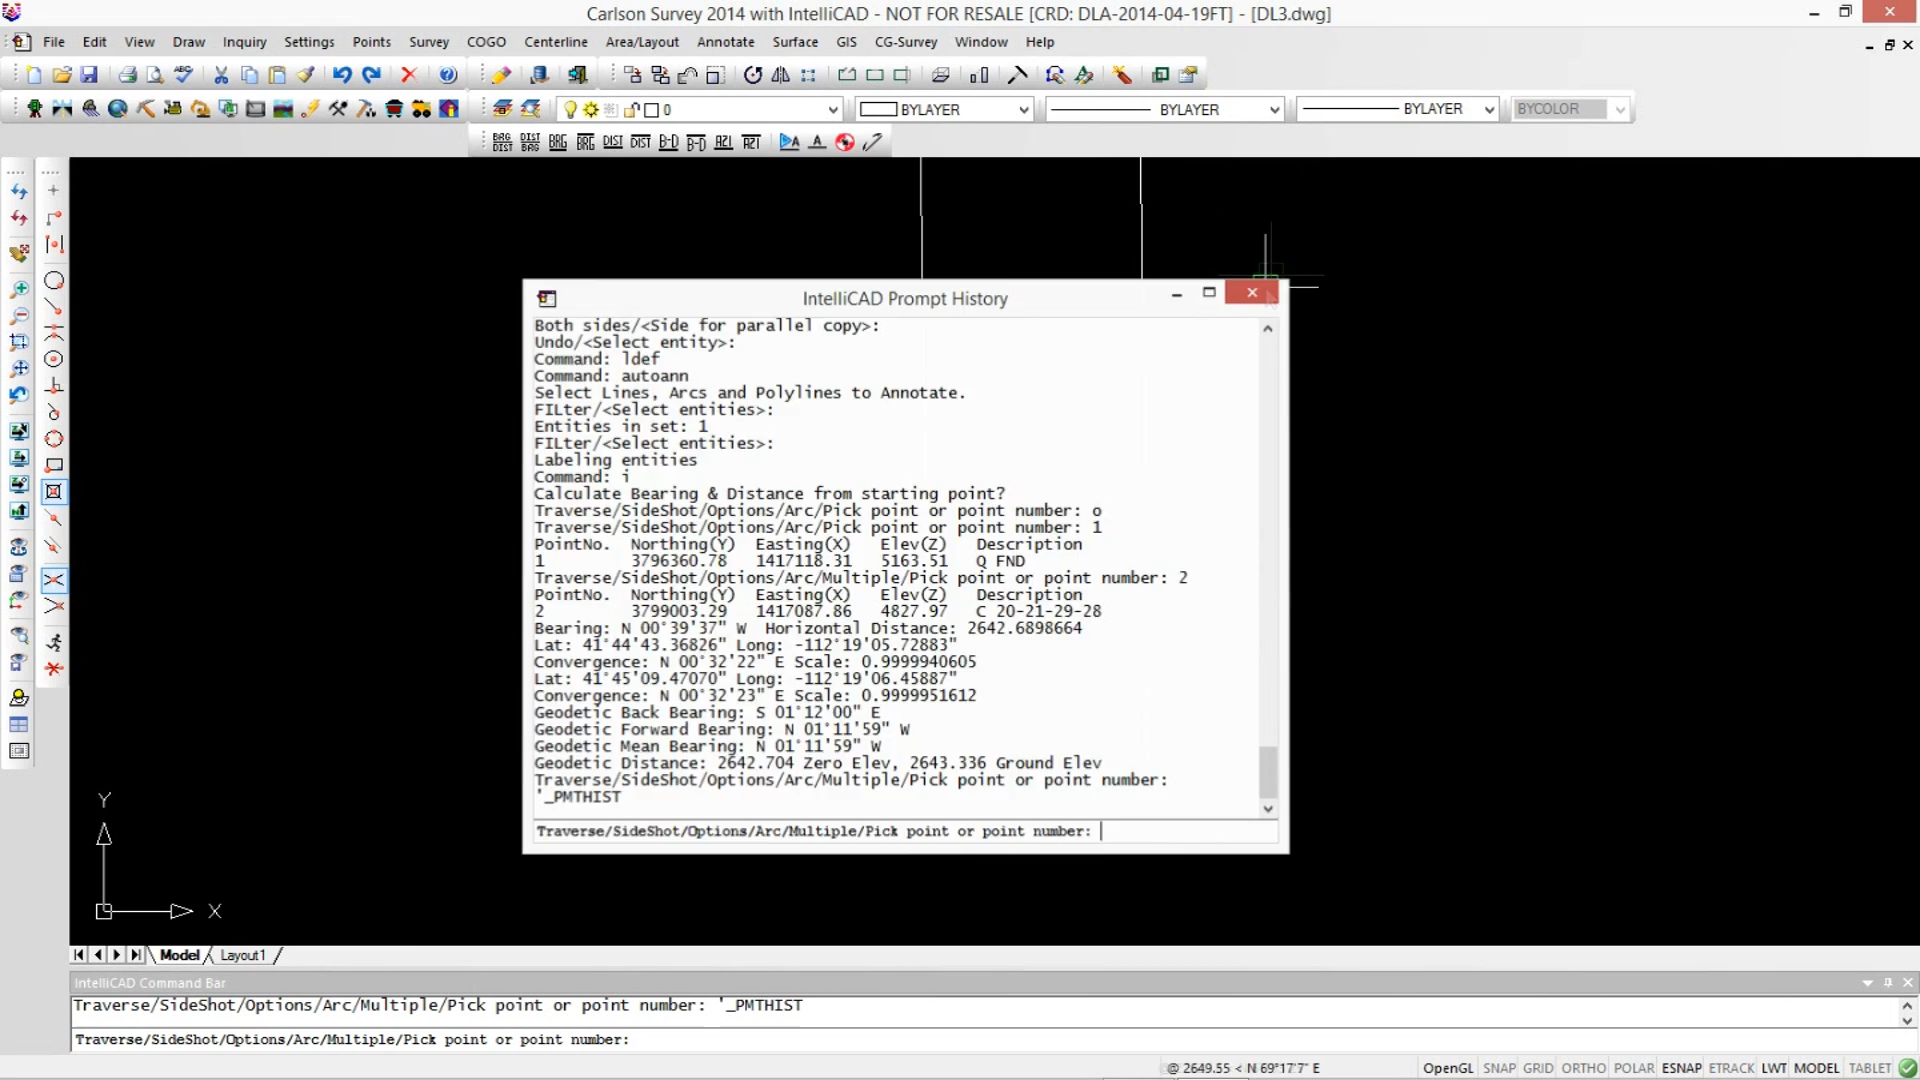 Carlson Survey 2014 with IntelliCAD - NOT FOR RESALE [CRD: DLA-2014-04-19FT] - [DL3.dwg]
File Edit View Draw Inquiry Settings Points Survey COGO Centerline Area/Layout Annotate Surface GIS CG-Survey Window Help
0 BYLAYER BYLAYER BYLAYER BYCOLOR
BRG DIST DIST BRG BRG BRG DIST DIST B-D B-D AZI AZI A A
IntelliCAD Prompt History
Both sides/<Side for parallel copy>:
Undo/<Select entity>:
Command: ldef
Command: autoann
Select Lines, Arcs and Polylines to Annotate.
FILter/<Select entities>:
Entities in set: 1
FILter/<Select entities>:
Labeling entities
Command: i
Calculate Bearing & Distance from starting point?
Traverse/SideShot/Options/Arc/Pick point or point number: o
Traverse/SideShot/Options/Arc/Pick point or point number: 1
PointNo. Northing(Y) Easting(X) Elev(Z) Description
1 3796360.78 1417118.31 5163.51 Q FND
Traverse/SideShot/Options/Arc/Multiple/Pick point or point number: 2
PointNo. Northing(Y) Easting(X) Elev(Z) Description
2 3799003.29 1417087.86 4827.97 C 20-21-29-28
Bearing: N 00°39'37" W Horizontal Distance: 2642.6898664
Lat: 41°44'43.36826" Long: -112°19'05.72883"
Convergence: N 00°32'22" E Scale: 0.9999940605
Lat: 41°45'09.47070" Long: -112°19'06.45887"
Convergence: N 00°32'23" E Scale: 0.9999951612
Geodetic Back Bearing: S 01°12'00" E
Geodetic Forward Bearing: N 01°11'59" W
Geodetic Mean Bearing: N 01°11'59" W
Geodetic Distance: 2642.704 Zero Elev, 2643.336 Ground Elev
Traverse/SideShot/Options/Arc/Multiple/Pick point or point number:
'_PMTHIST
Traverse/SideShot/Options/Arc/Multiple/Pick point or point number:
Y
X
Model Layout1
IntelliCAD Command Bar
Traverse/SideShot/Options/Arc/Multiple/Pick point or point number: '_PMTHIST
Traverse/SideShot/Options/Arc/Multiple/Pick point or point number:
@ 2649.55 < N 69°17'7" E OpenGL SNAP GRID ORTHO POLAR ESNAP ETRACK LWT MODEL TABLET